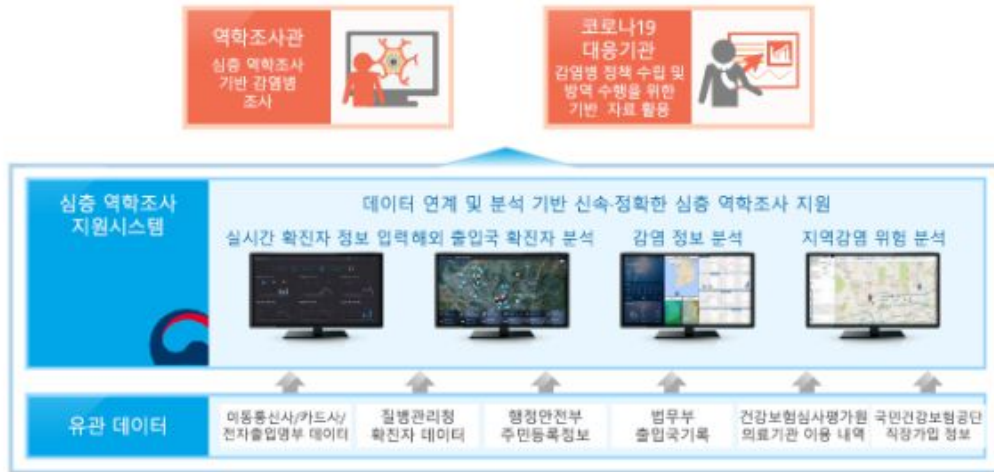 역학조사관
심층 역학조사
기반 감염병
조사
코로나19
대응기관
감염병 정책 수립 및
방역 수행을 위한
기반 자료 활용
심층 역학조사
지원시스템
데이터 연계 및 분석 기반 신속·정확한 심층 역학조사 지원
실시간 확진자 정보 입력 해외 출입국 확진자 분석 감염 정보 분석 지역감염 위험 분석
유관 데이터
이동통신사/카드사/
전자출입명부 데이터
질병관리청
확진자 데이터
행정안전부
주민등록정보
법무부
출입국기록
건강보험심사평가원
의료기관 이용 내역
국민건강보험공단
직장가입 정보